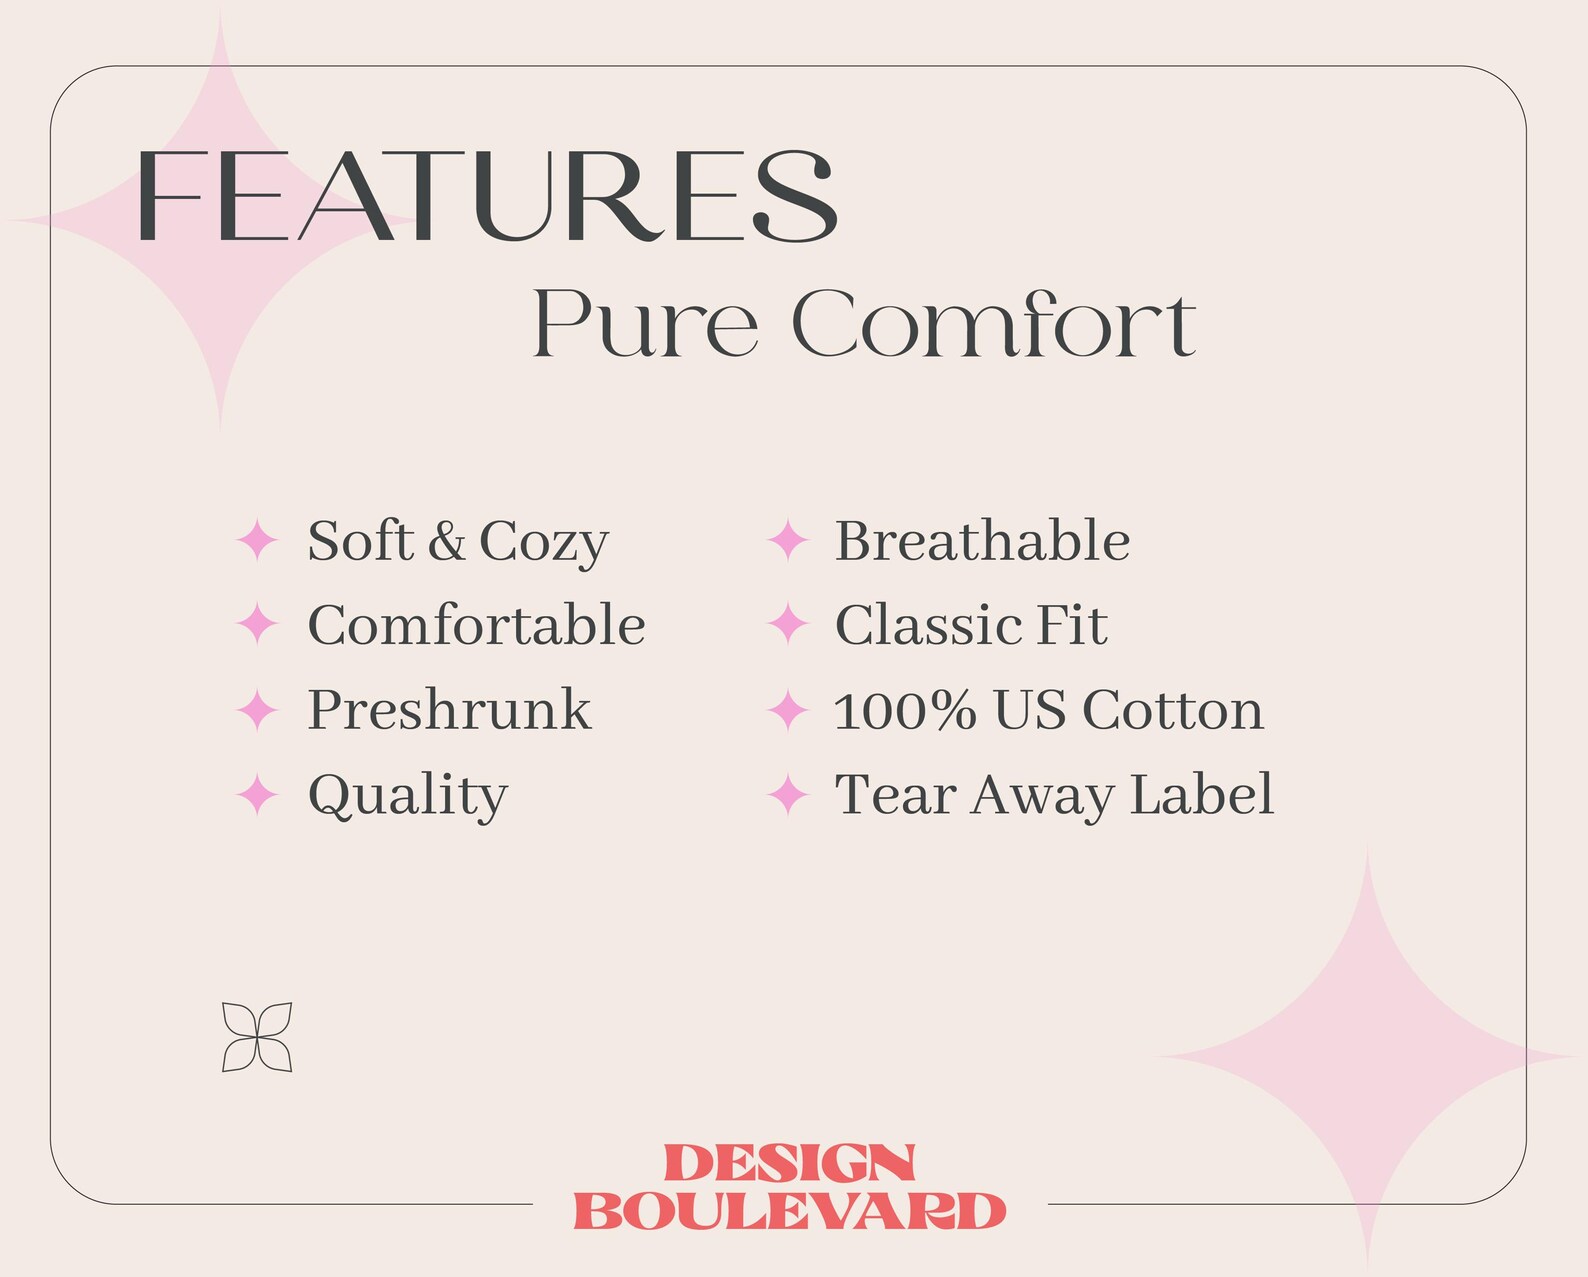 FEATURES
Pure Comfort
Soft & Cozy
Comfortable
Preshrunk
Quality
Breathable
Classic Fit
100% US Cotton
Tear Away Label
DESIGN
BOULEVARD